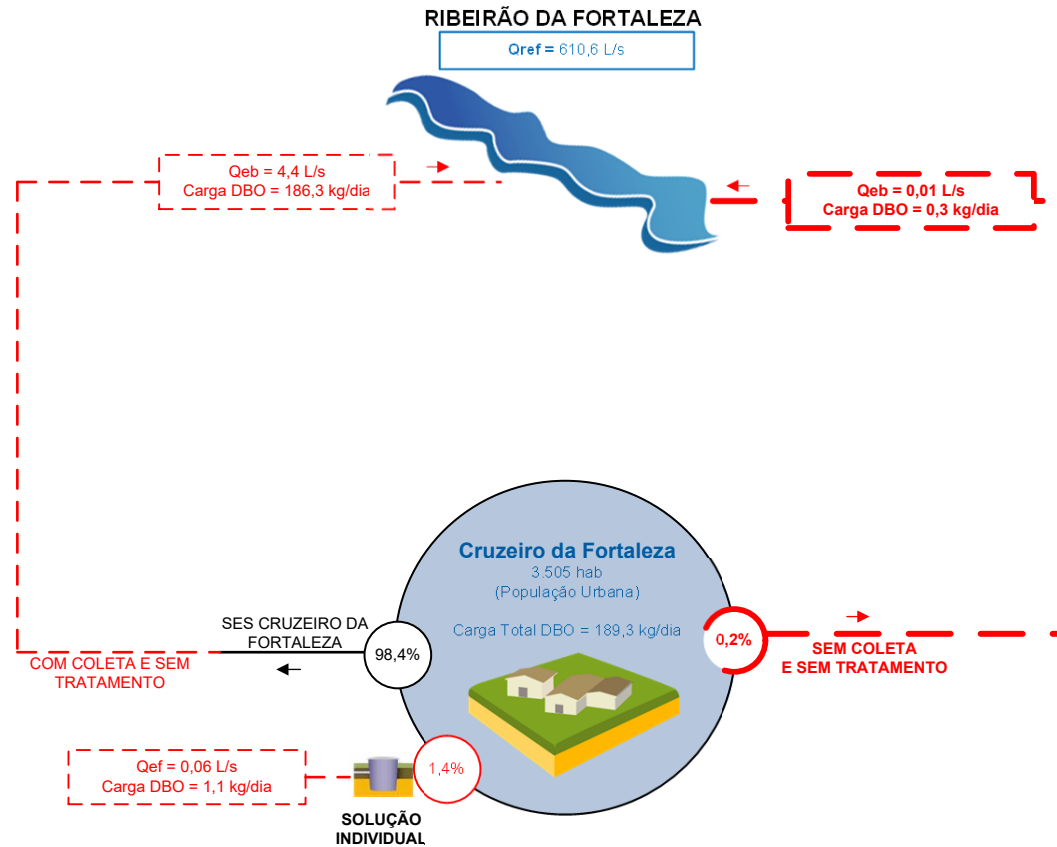 RIBEIRÃO DA FORTALEZA
Qref = 610,6 L/s
Qeb = 4,4 L/s
Carga DBO = 186,3 kg/dia
Qeb = 0,01 L/s
Carga DBO = 0,3 kg/dia
Cruzeiro da Fortaleza
3.505 hab
(População Urbana)
Carga Total DBO = 189,3 kg/dia
SES CRUZEIRO DA
FORTALEZA
98,4%
0,2%
COM COLETA E SEM
TRATAMENTO
SEM COLETA
E SEM TRATAMENTO
Qef = 0,06 L/s
Carga DBO = 1,1 kg/dia
1,4%
SOLUÇÃO
INDIVIDUAL